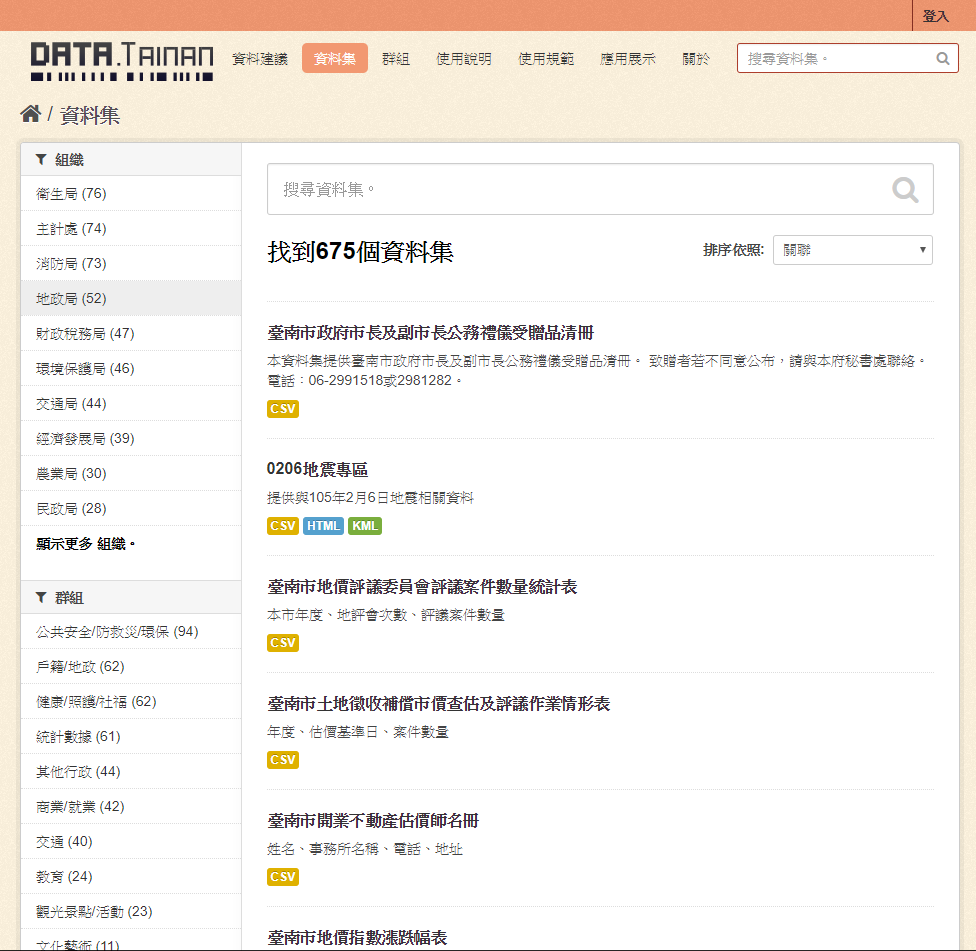 登入
DATA.TAINAN
資料建議 資料集 群組 使用說明 使用規範 應用展示 關於 搜尋資料集。
/ 資料集
組織
衛生局 (76)
主計處 (74)
消防局 (73)
地政局 (52)
財政稅務局 (47)
環境保護局 (46)
交通局 (44)
經濟發展局 (39)
農業局 (30)
民政局 (28)
顯示更多 組織。
群組
公共安全/防救災/環保 (94)
戶籍/地政 (62)
健康/照護/社福 (62)
統計數據 (61)
其他行政 (44)
商業/就業 (42)
交通 (40)
教育 (24)
觀光景點/活動 (23)
文化藝術 (11)
搜尋資料集。
找到675個資料集
排序依照: 關聯
臺南市政府市長及副市長公務禮儀受贈品清冊
本資料集提供臺南市政府市長及副市長公務禮儀受贈品清冊。 致贈者若不同意公布，請與本府秘書處聯絡。
電話：06-2991518或2981282。
CSV
0206地震專區
提供與105年2月6日地震相關資料
CSV HTML KML
臺南市地價評議委員會評議案件數量統計表
本市年度、地評會次數、評議案件數量
CSV
臺南市土地徵收補償市價查估及評議作業情形表
年度、估價基準日、案件數量
CSV
臺南市開業不動產估價師名冊
姓名、事務所名稱、電話、地址
CSV
臺南市地價指數漲跌幅表